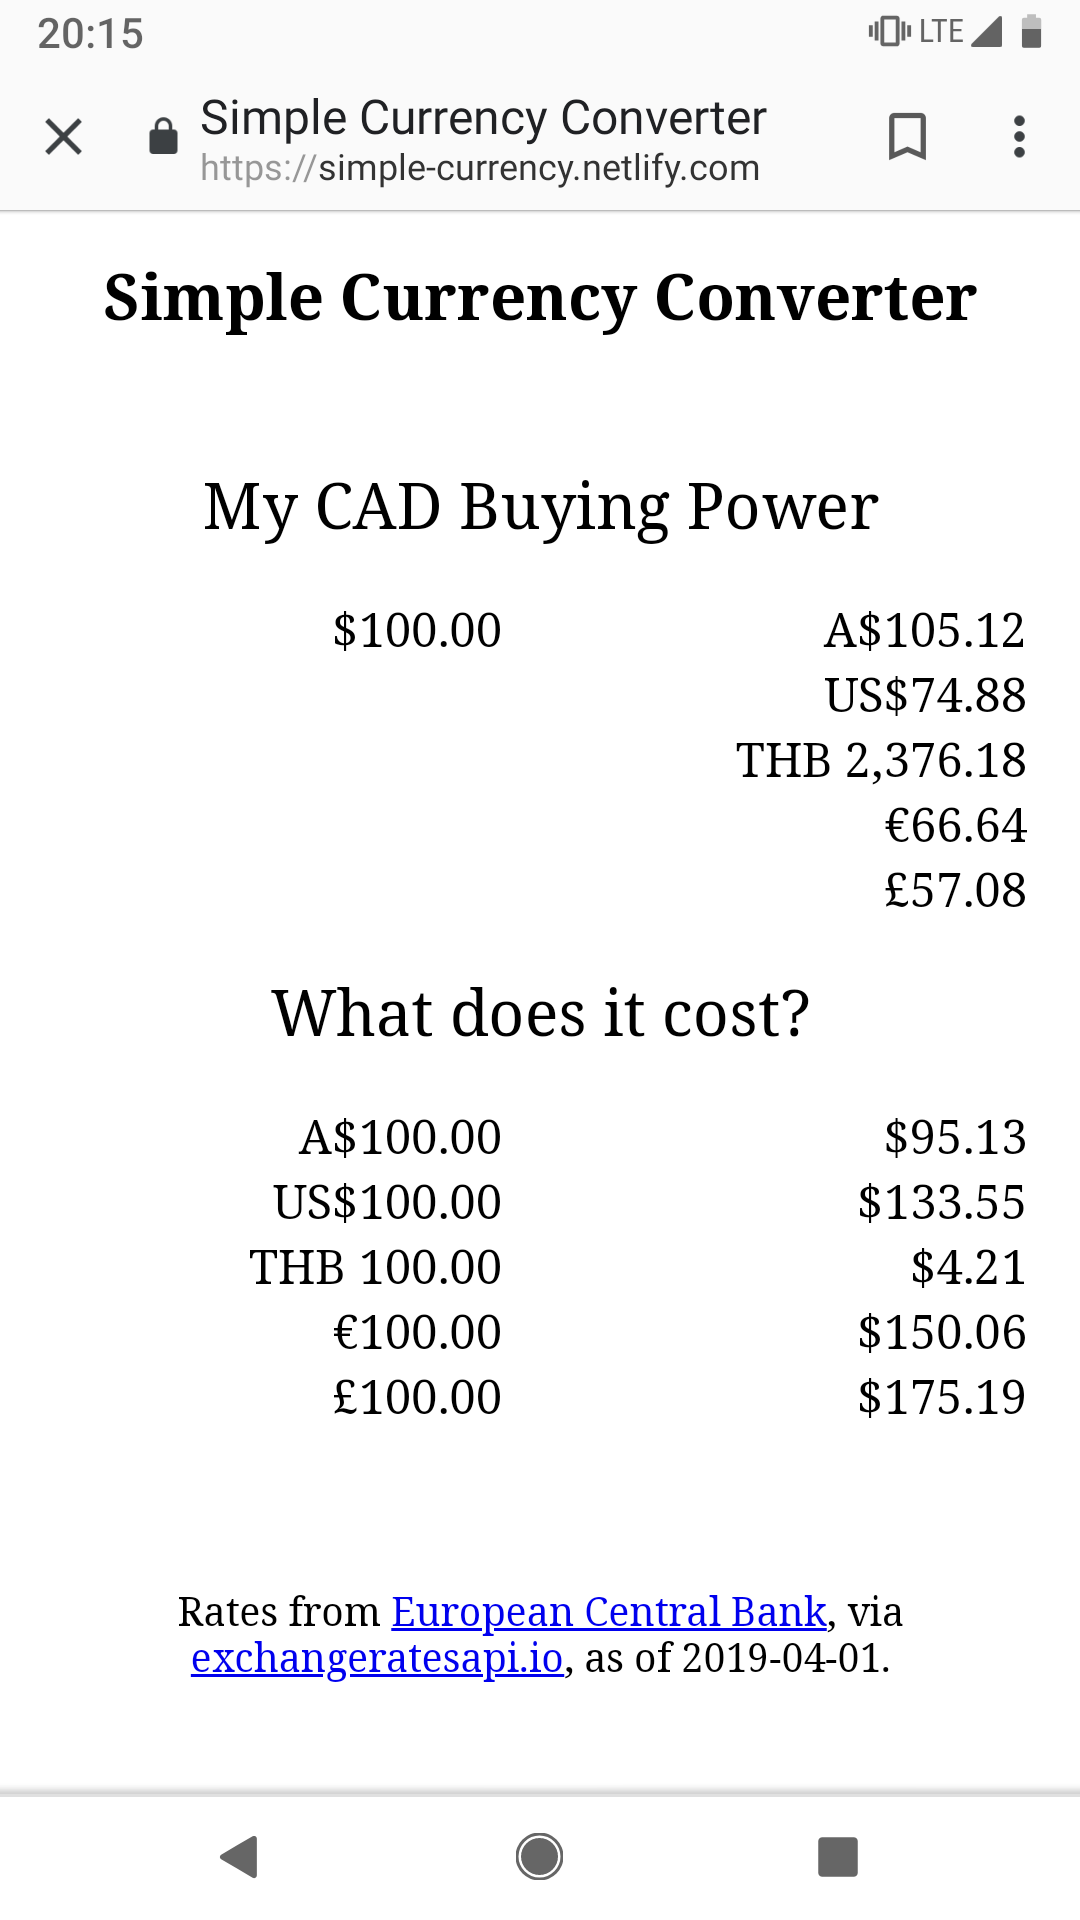 20:15 LTE
Simple Currency Converter
https://simple-currency.netlify.com
Simple Currency Converter
My CAD Buying Power
$100.00 A$105.12
US$74.88
THB 2,376.18
€66.64
£57.08
What does it cost?
A$100.00 $95.13
US$100.00 $133.55
THB 100.00 $4.21
€100.00 $150.06
£100.00 $175.19
Rates from European Central Bank, via
exchangeratesapi.io, as of 2019-04-01.